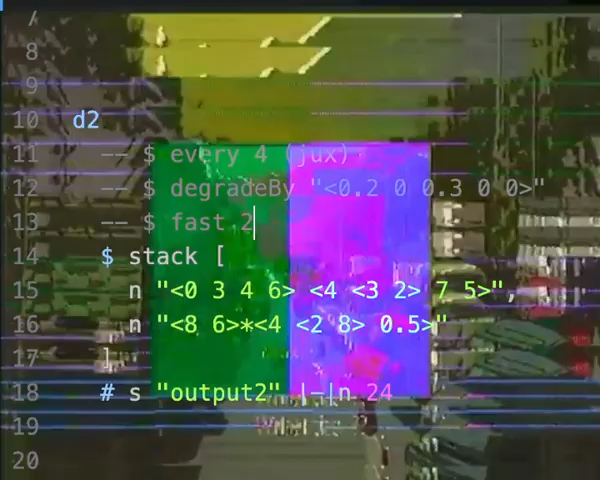 7
8
9
10 d2
11 -- $ every 4 (jux)
12 -- $ degradeBy "<0.2 0 0.3 0 0>"
13 -- $ fast 2
14 $ stack [
15 n "<0 3 4 6> <4 <3 2> 7 5>",
16 n "<8 6>*<4 <2 8> 0.5>"
17 ]
18 # s "output2" |-|n 24
19
20